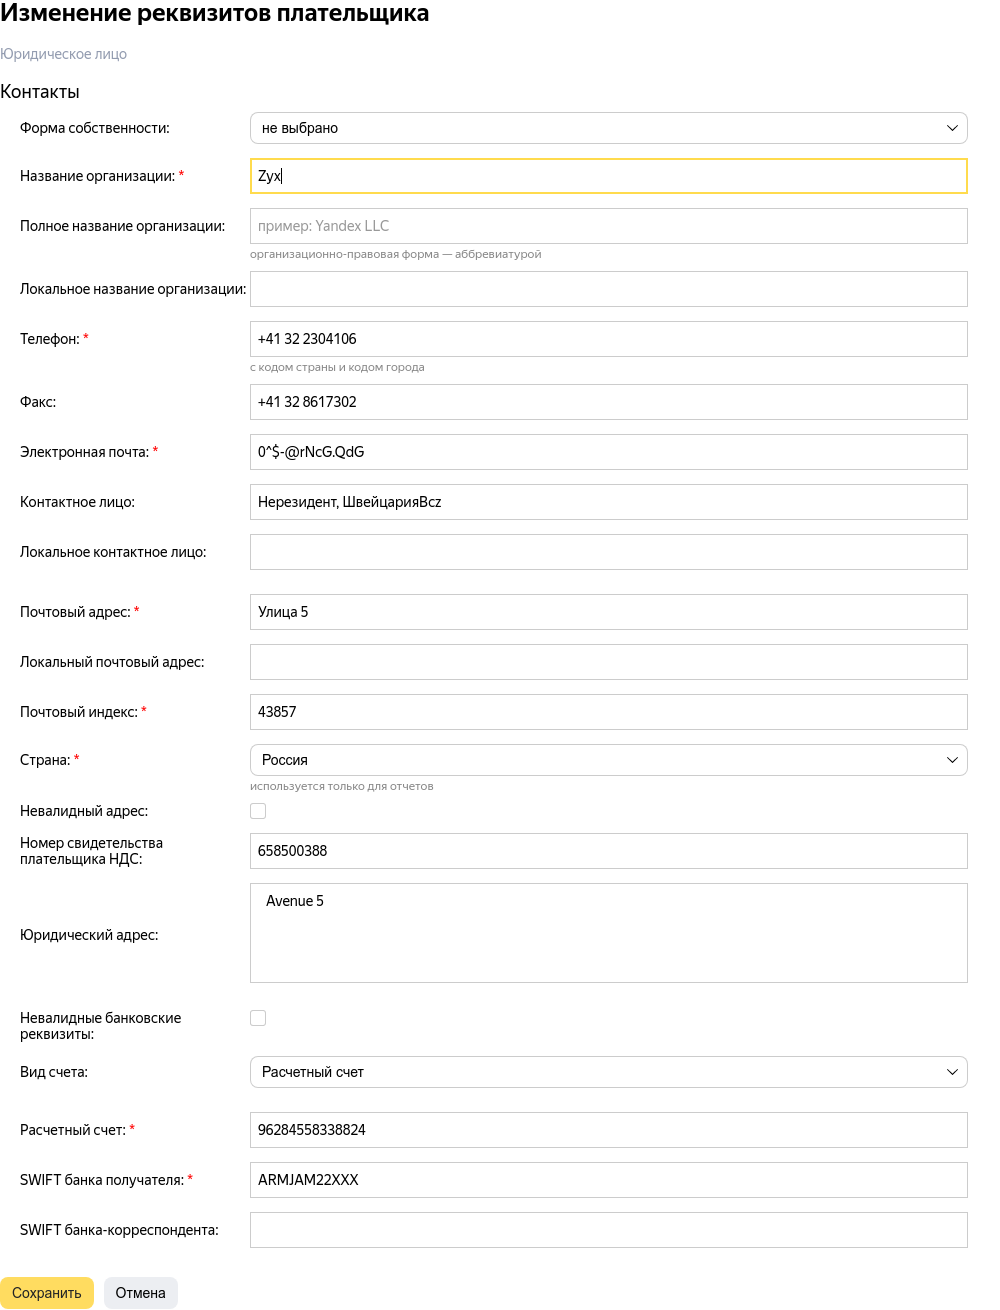 Изменение реквизитов плательщика
Юридическое лицо
Контакты
Форма собственности: не выбрано
Название организации: * Zyx
Полное название организации: пример: Yandex LLC
организационно-правовая форма — аббревиатурой
Локальное название организации:
Телефон: * +41 32 2304106
с кодом страны и кодом города
Факс: +41 32 8617302
Электронная почта: * 0^$-@rNcG.QdG
Контактное лицо: Нерезидент, ШвейцарияBcz
Локальное контактное лицо:
Почтовый адрес: * Улица 5
Локальный почтовый адрес:
Почтовый индекс: * 43857
Страна: * Россия
используется только для отчетов
Невалидный адрес:
Номер свидетельства
плательщика НДС: 658500388
Avenue 5
Юридический адрес:
Невалидные банковские
реквизиты:
Вид счета: Расчетный счет
Расчетный счет: * 96284558338824
SWIFT банка получателя: * ARMJAM22XXX
SWIFT банка-корреспондента:
Сохранить Отмена